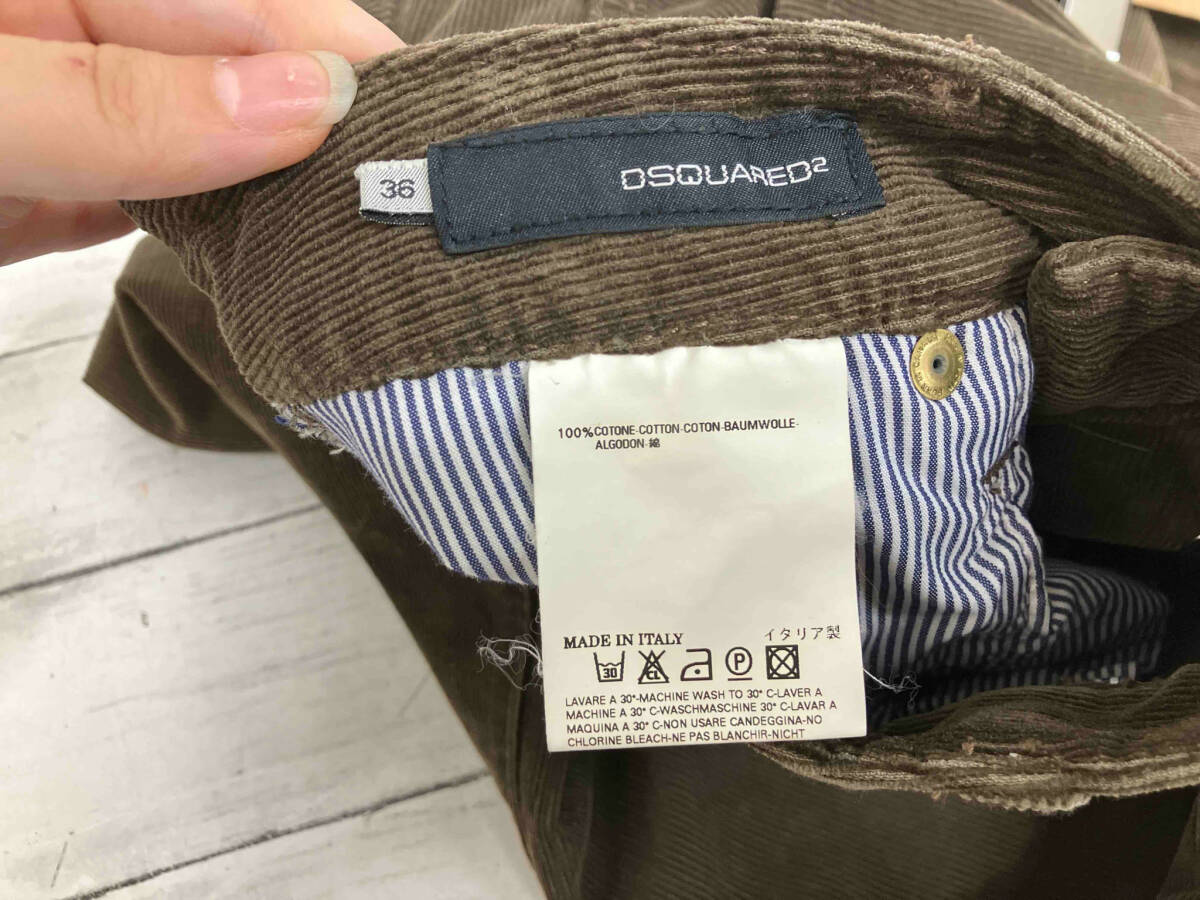 36
DSQUARED2
100% COTONE-COTTON-COTON-BAUMWOLLE-
ALGODON-綿
MADE IN ITALY イタリア製
30 CL P
LAVARE A 30°-MACHINE WASH TO 30° C-LAVER A
MACHINE A 30° C-WASCHMASCHINE 30° C-LAVAR A
MAQUINA A 30° C-NON USARE CANDEGGINA-NO
CHLORINE BLEACH-NE PAS BLANCHIR-NICHT